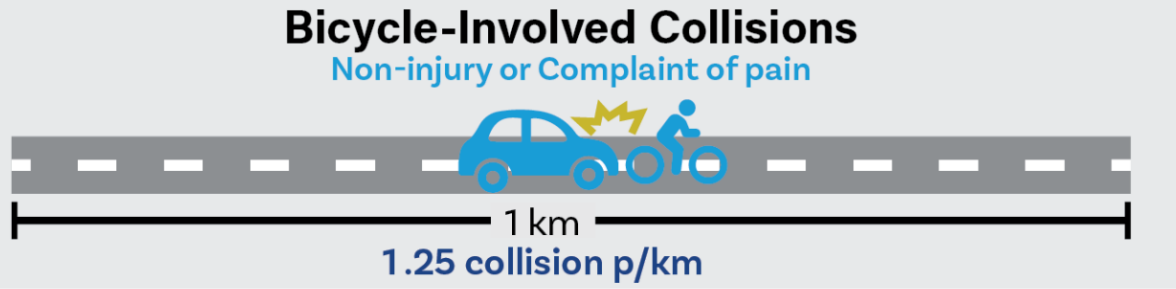 Bicycle-Involved Collisions
Non-injury or Complaint of pain
1 km
1.25 collision p/km